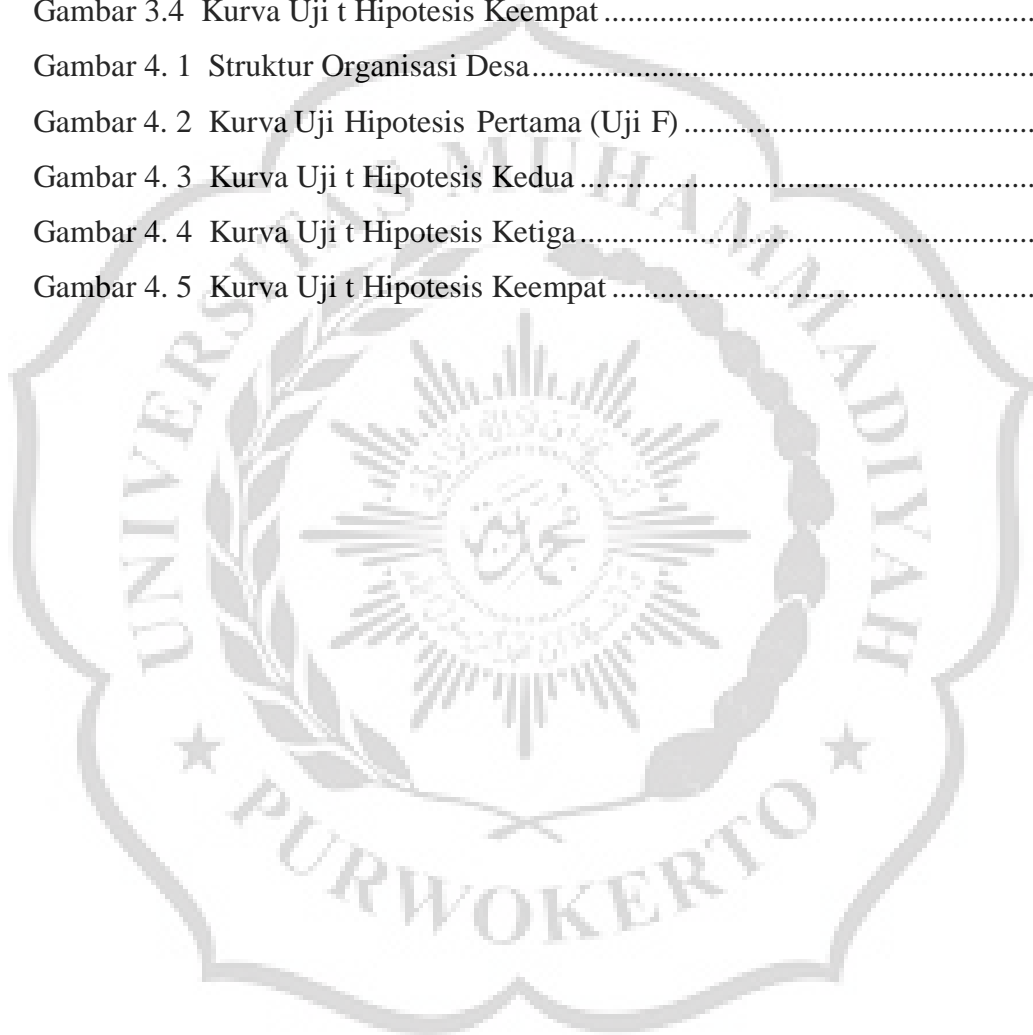 Gambar 3.4 Kurva Uji t Hipotesis Keempat ............................................
Gambar 4. 1 Struktur Organisasi Desa.....................................................
Gambar 4. 2 Kurva Uji Hipotesis Pertama (Uji F) ...................................
Gambar 4. 3 Kurva Uji t Hipotesis Kedua ...............................................
Gambar 4. 4 Kurva Uji t Hipotesis Ketiga ...............................................
Gambar 4. 5 Kurva Uji t Hipotesis Keempat ...........................................
UNIVERSITAS MUHAMMADIYAH
PURWOKERTO